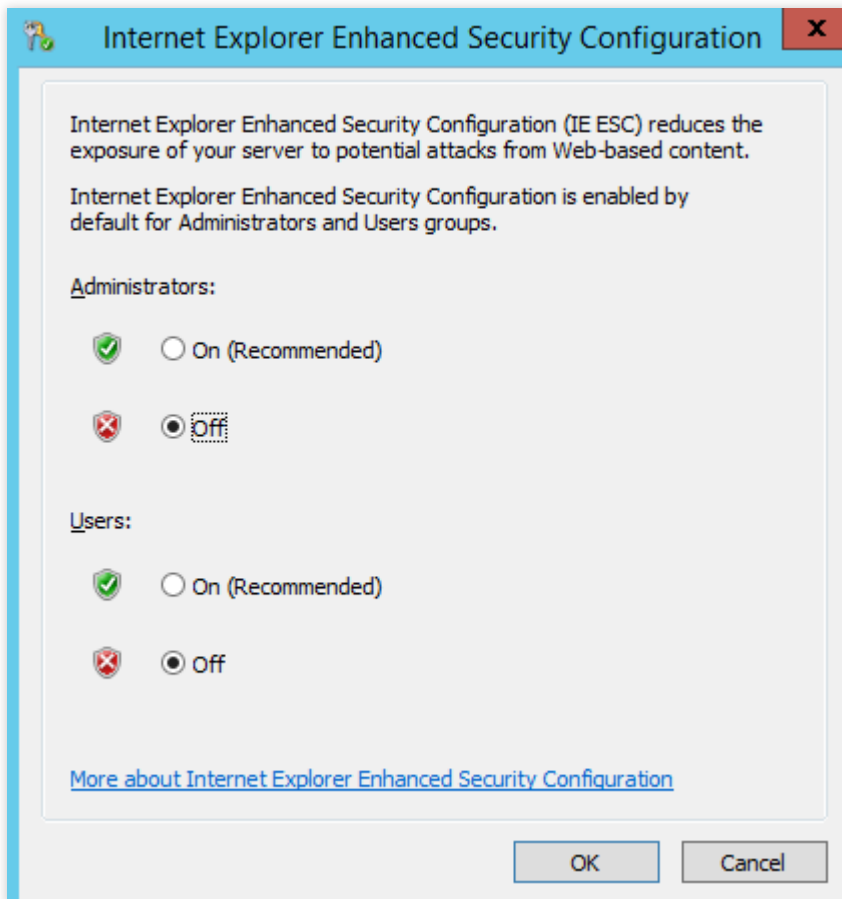 Internet Explorer Enhanced Security Configuration
x
Internet Explorer Enhanced Security Configuration (IE ESC) reduces the
exposure of your server to potential attacks from Web-based content.
Internet Explorer Enhanced Security Configuration is enabled by
default for Administrators and Users groups.
Administrators:
On (Recommended)
Off
Users:
On (Recommended)
Off
More about Internet Explorer Enhanced Security Configuration
OK
Cancel